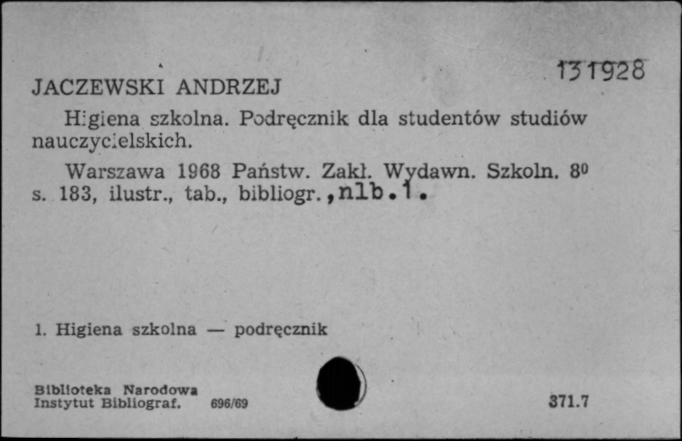 131928
JACZEWSKI ANDRZEJ
Higiena szkolna. Podręcznik dla studentów studiów
nauczycielskich.
Warszawa 1968 Państw. Zakł. Wydawn. Szkoln. 8⁰
s. 183, ilustr., tab., bibliogr., nlb.1.
1. Higiena szkolna — podręcznik
Biblioteka Narodowa
Instytut Bibliograf. 696/69
371.7